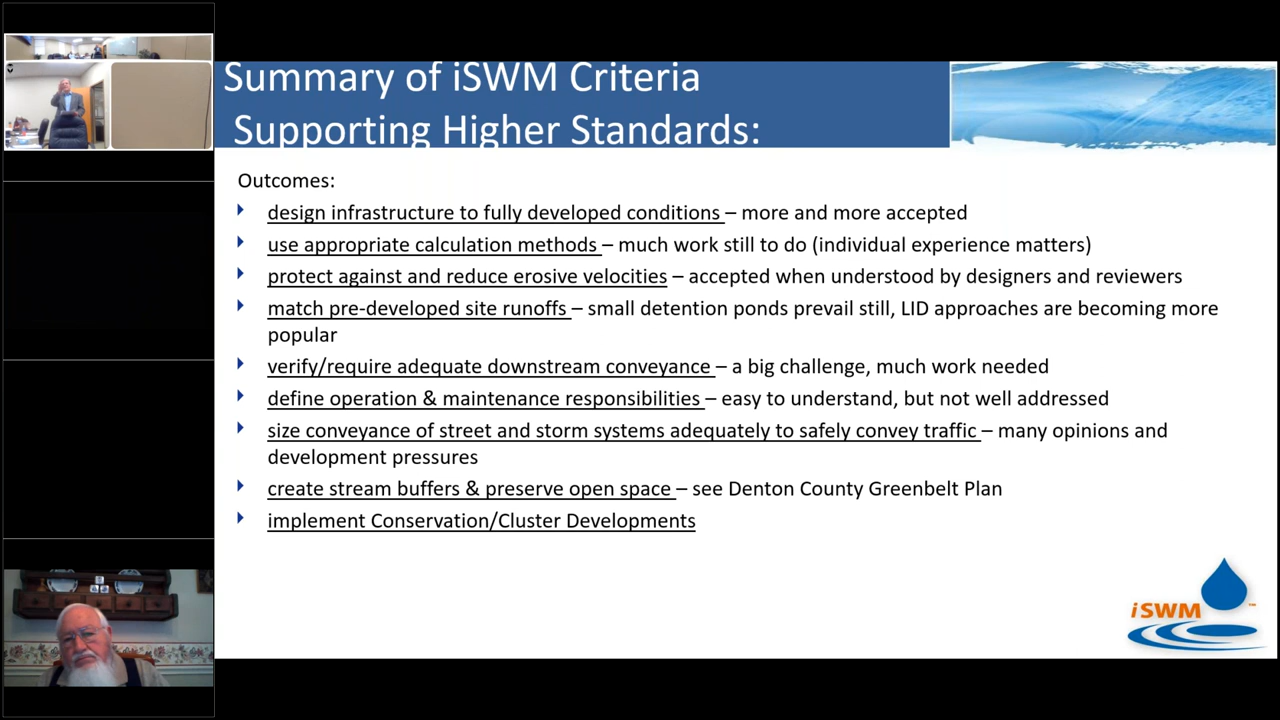 Summary of iSWM Criteria
Supporting Higher Standards:
Outcomes:
design infrastructure to fully developed conditions – more and more accepted
use appropriate calculation methods – much work still to do (individual experience matters)
protect against and reduce erosive velocities – accepted when understood by designers and reviewers
match pre-developed site runoffs – small detention ponds prevail still, LID approaches are becoming more
popular
verify/require adequate downstream conveyance – a big challenge, much work needed
define operation & maintenance responsibilities – easy to understand, but not well addressed
size conveyance of street and storm systems adequately to safely convey traffic – many opinions and
development pressures
create stream buffers & preserve open space – see Denton County Greenbelt Plan
implement Conservation/Cluster Developments
iSWM™